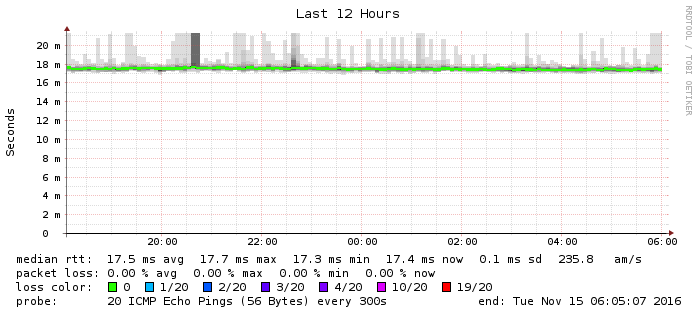 Last 12 Hours
RRDTOOL / TOBI OETIKER
Seconds
20 m
18 m
16 m
14 m
12 m
10 m
8 m
6 m
4 m
2 m
0
20:00 22:00 00:00 02:00 04:00 06:00
median rtt: 17.5 ms avg 17.7 ms max 17.3 ms min 17.4 ms now 0.1 ms sd 235.8 am/s
packet loss: 0.00 % avg 0.00 % max 0.00 % min 0.00 % now
loss color: 0 1/20 2/20 3/20 4/20 10/20 19/20
probe: 20 ICMP Echo Pings (56 Bytes) every 300s end: Tue Nov 15 06:05:07 2016